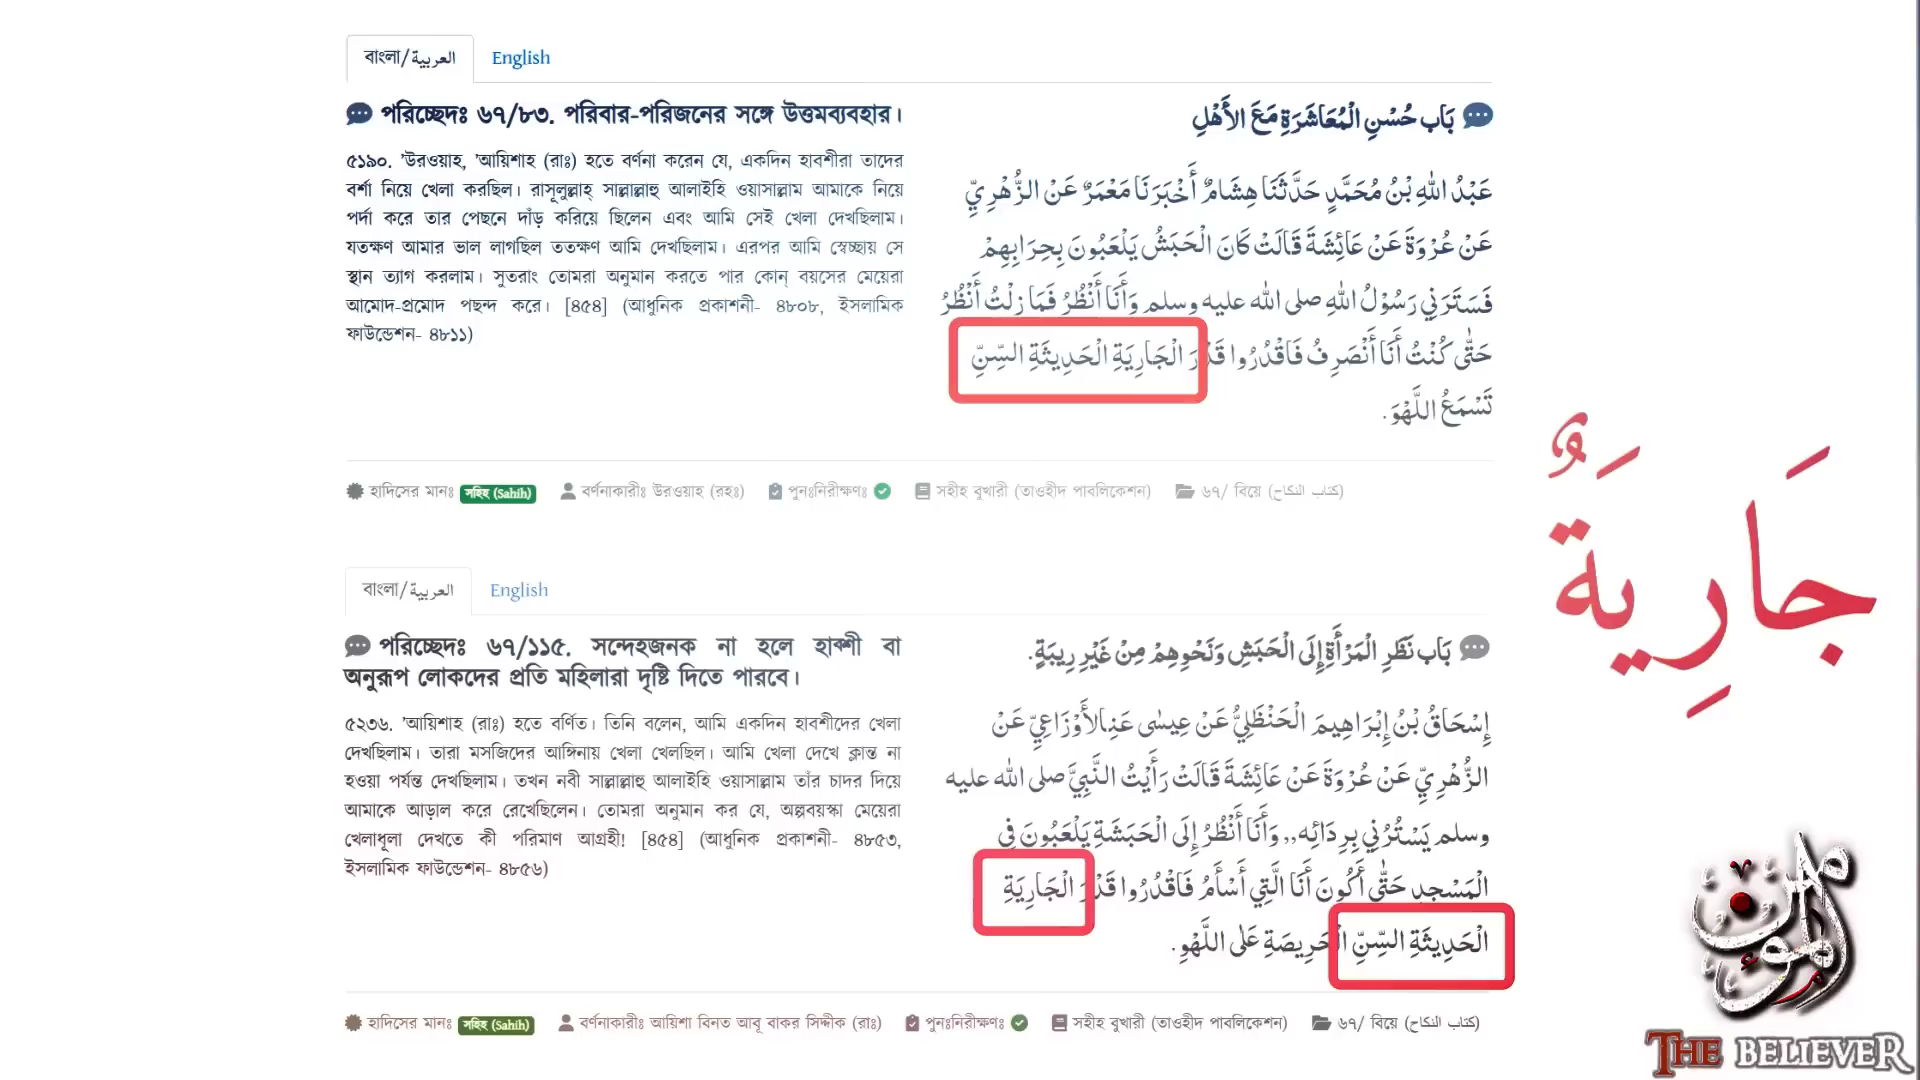 বাংলা/العربية English
পরিচ্ছেদঃ ৬৭/৮৩. পরিবার-পরিজনের সঙ্গে উত্তমব্যবহার।
৫১৯০. 'উরওয়াহ, 'আয়িশাহ (রাঃ) হতে বর্ণনা করেন যে, একদিন হাবশীরা তাদের
বর্শা নিয়ে খেলা করছিল। রাসূলুল্লাহ্ সাল্লাল্লাহু আলাইহি ওয়াসাল্লাম আমাকে নিয়ে
পর্দা করে তার পেছনে দাঁড় করিয়ে ছিলেন এবং আমি সেই খেলা দেখছিলাম।
যতক্ষণ আমার ভাল লাগছিল ততক্ষণ আমি দেখছিলাম। এরপর আমি স্বেচ্ছায় সে
স্থান ত্যাগ করলাম। সুতরাং তোমরা অনুমান করতে পার কোন্ বয়সের মেয়েরা
আমোদ-প্রমোদ পছন্দ করে। [৪৫৪] (আধুনিক প্রকাশনী- ৪৮০৮, ইসলামিক
ফাউন্ডেশন- ৪৮১১)
بَاب حُسْنِ الْمُعَاشَرَةِ مَعَ الأَهْلِ
عَبْدُ اللهِ بْنُ مُحَمَّدٍ حَدَّثَنَا هِشَامٌ أَخْبَرَنَا مَعْمَرٌ عَنْ الزُّهْرِيِّ
عَنْ عُرْوَةَ عَنْ عَائِشَةَ قَالَتْ كَانَ الْحَبَشُ يَلْعَبُونَ بِحِرَابِهِمْ
فَسَتَرَنِي رَسُوْلُ اللهِ صلى الله عليه وسلم وَأَنَا أَنْظُرُ فَمَا زِلْتُ أَنْظُرُ
حَتّٰى كُنْتُ أَنَا أَنْصَرِفُ فَاقْدُرُوا قَدْرَ الْجَارِيَةِ الْحَدِيثَةِ السِّنِّ
تَسْمَعُ اللَّهْوَ.
হাদিসের মানঃ সহিহ (Sahih) বর্ণনাকারীঃ উরওয়াহ (রহঃ) পুনঃনিরীক্ষণঃ সহীহ বুখারী (তাওহীদ পাবলিকেশন) ৬৭/ বিয়ে (كتاب النكاح)
جَارِيَةٌ
বাংলা/العربية English
পরিচ্ছেদঃ ৬৭/১১৫. সন্দেহজনক না হলে হাব্শী বা
অনুরূপ লোকদের প্রতি মহিলারা দৃষ্টি দিতে পারবে।
৫২৩৬. 'আয়িশাহ (রাঃ) হতে বর্ণিত। তিনি বলেন, আমি একদিন হাবশীদের খেলা
দেখছিলাম। তারা মসজিদের আঙ্গিনায় খেলা খেলছিল। আমি খেলা দেখে ক্লান্ত না
হওয়া পর্যন্ত দেখছিলাম। তখন নবী সাল্লাল্লাহু আলাইহি ওয়াসাল্লাম তাঁর চাদর দিয়ে
আমাকে আড়াল করে রেখেছিলেন। তোমরা অনুমান কর যে, অল্পবয়স্কা মেয়েরা
খেলাধূলা দেখতে কী পরিমাণ আগ্রহী! [৪৫৪] (আধুনিক প্রকাশনী- ৪৮৫৩,
ইসলামিক ফাউন্ডেশন- ৪৮৫৬)
بَاب نَظَرِ الْمَرْأَةِ إِلَى الْحَبَشِ وَنَحْوِهِمْ مِنْ غَيْرِ رِيبَةٍ.
إِسْحَاقُ بْنُ إِبْرَاهِيمَ الْحَنْظَلِيُّ عَنْ عِيسٰى عَنِالأَوْزَاعِيِّ عَنْ
الزُّهْرِيِّ عَنْ عُرْوَةَ عَنْ عَائِشَةَ قَالَتْ رَأَيْتُ النَّبِيَّ صلى الله عليه
وسلم يَسْتُرُنِي بِرِدَائِه„ وَأَنَا أَنْظُرُ إِلَى الْحَبَشَةِ يَلْعَبُونَ فِي
الْمَسْجِدِ حَتّٰى أَكُونَ أَنَا الَّتِي أَسْأَمُ فَاقْدُرُوا قَدْرَ الْجَارِيَةِ
الْحَدِيثَةِ السِّنِّ الْحَرِيصَةِ عَلَى اللَّهْوِ.
হাদিসের মানঃ সহিহ (Sahih) বর্ণনাকারীঃ আয়িশা বিনত আবূ বাকর সিদ্দীক (রাঃ) পুনঃনিরীক্ষণঃ সহীহ বুখারী (তাওহীদ পাবলিকেশন) ৬৭/ বিয়ে (كتاب النكاح)
المؤمن
THE BELIEVER